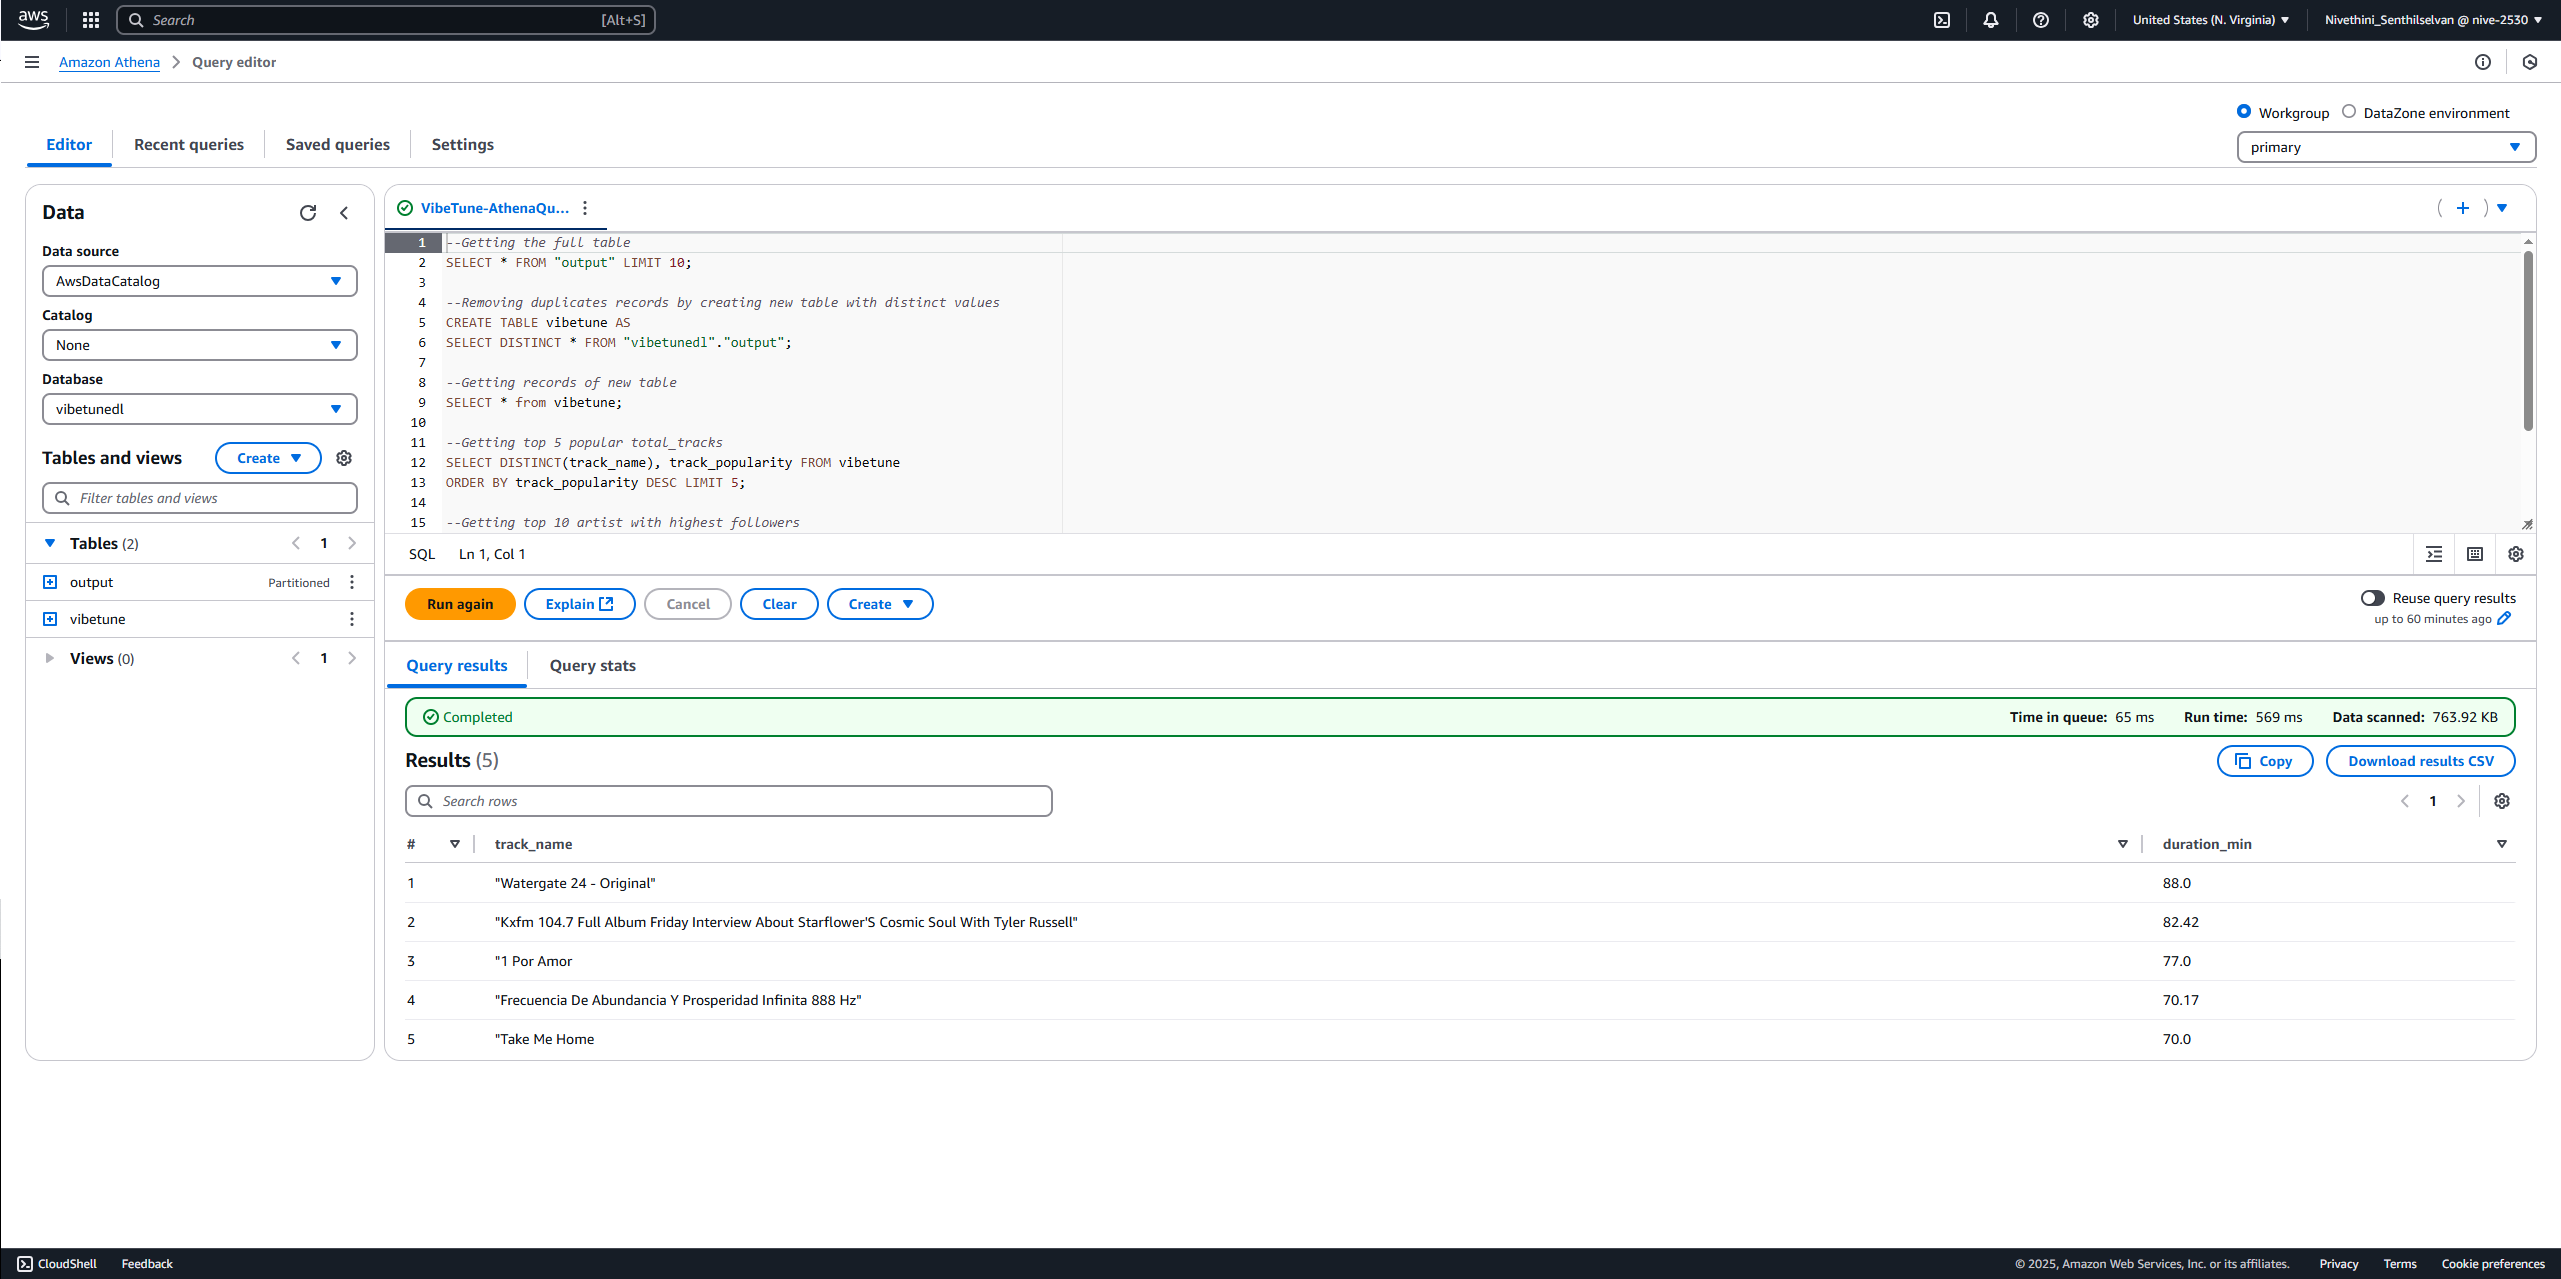 aws
Search [Alt+S]
United States (N. Virginia)
Nivethini_Senthilselvan @ nive-2530
Amazon Athena
Query editor
Workgroup
DataZone environment
primary
Editor
Recent queries
Saved queries
Settings
Data
Data source
AwsDataCatalog
Catalog
None
Database
vibetunedl
Tables and views
Create
Filter tables and views
Tables (2)
1
output
Partitioned
vibetune
Views (0)
1
VibeTune-AthenaQu...
1 --Getting the full table
2 SELECT * FROM "output" LIMIT 10;
3
4 --Removing duplicates records by creating new table with distinct values
5 CREATE TABLE vibetune AS
6 SELECT DISTINCT * FROM "vibetunedl"."output";
7
8 --Getting records of new table
9 SELECT * from vibetune;
10
11 --Getting top 5 popular total_tracks
12 SELECT DISTINCT(track_name), track_popularity FROM vibetune
13 ORDER BY track_popularity DESC LIMIT 5;
14
15 --Getting top 10 artist with highest followers
SQL Ln 1, Col 1
Run again
Explain
Cancel
Clear
Create
Reuse query results
up to 60 minutes ago
Query results
Query stats
Completed
Time in queue: 65 ms
Run time: 569 ms
Data scanned: 763.92 KB
Results (5)
Copy
Download results CSV
Search rows
1
# track_name duration_min
1 "Watergate 24 - Original" 88.0
2 "Kxfm 104.7 Full Album Friday Interview About Starflower'S Cosmic Soul With Tyler Russell" 82.42
3 "1 Por Amor 77.0
4 "Frecuencia De Abundancia Y Prosperidad Infinita 888 Hz" 70.17
5 "Take Me Home 70.0
CloudShell
Feedback
© 2025, Amazon Web Services, Inc. or its affiliates.
Privacy
Terms
Cookie preferences